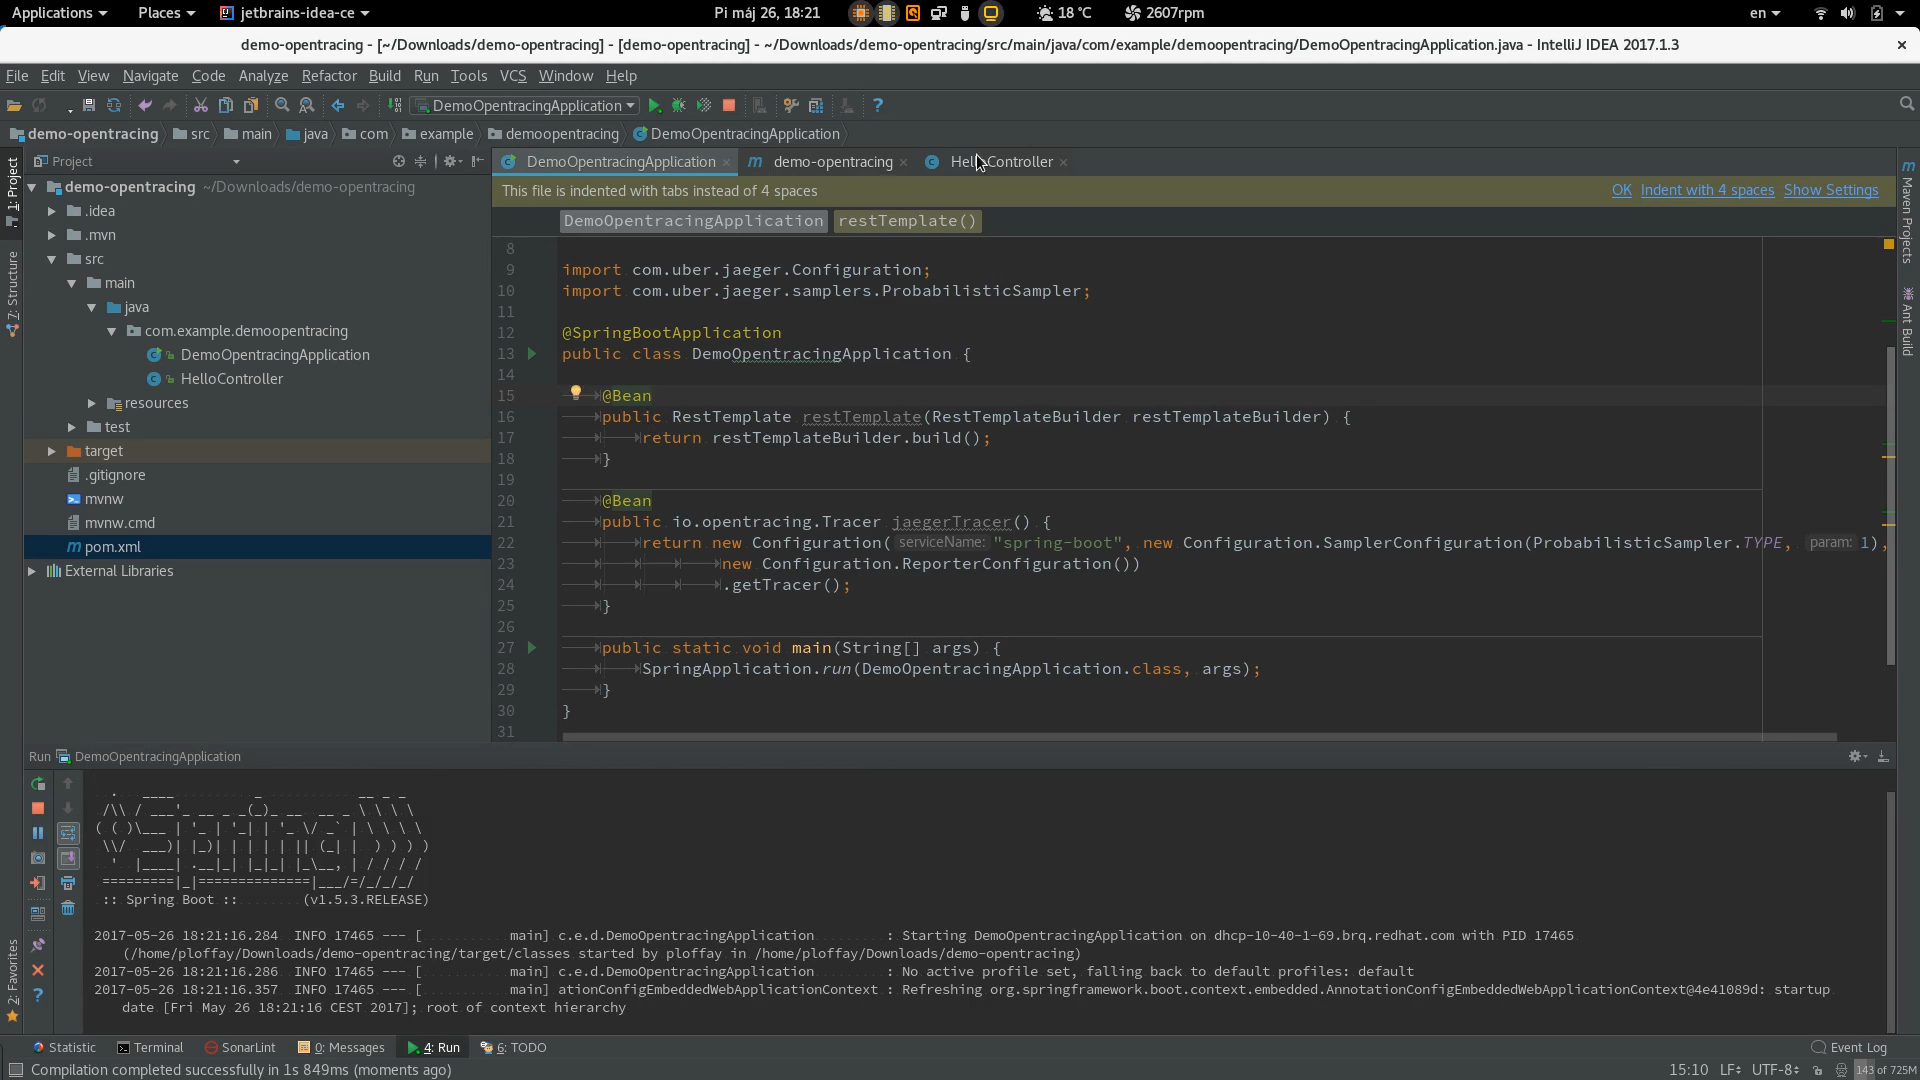 Applications Places jetbrains-idea-ce Pi máj 26, 18:21 18 °C 2607rpm en
demo-opentracing - [~/Downloads/demo-opentracing] - [demo-opentracing] - ~/Downloads/demo-opentracing/src/main/java/com/example/demoopentracing/DemoOpentracingApplication.java - IntelliJ IDEA 2017.1.3
File Edit View Navigate Code Analyze Refactor Build Run Tools VCS Window Help
DemoOpentracingApplication
demo-opentracing src main java com example demoopentracing DemoOpentracingApplication
Project
DemoOpentracingApplication demo-opentracing HelloController
1: Project
7: Structure
2: Favorites
demo-opentracing ~/Downloads/demo-opentracing
.idea
.mvn
src
main
java
com.example.demoopentracing
DemoOpentracingApplication
HelloController
resources
test
target
.gitignore
mvnw
mvnw.cmd
pom.xml
External Libraries
This file is indented with tabs instead of 4 spaces OK Indent with 4 spaces Show Settings
DemoOpentracingApplication restTemplate()
8
9 import com.uber.jaeger.Configuration;
10 import com.uber.jaeger.samplers.ProbabilisticSampler;
11
12 @SpringBootApplication
13 public class DemoOpentracingApplication {
14
15 @Bean
16 public RestTemplate restTemplate(RestTemplateBuilder restTemplateBuilder) {
17 return restTemplateBuilder.build();
18 }
19
20 @Bean
21 public io.opentracing.Tracer jaegerTracer() {
22 return new Configuration( serviceName: "spring-boot", new Configuration.SamplerConfiguration(ProbabilisticSampler.TYPE, param: 1),
23 new Configuration.ReporterConfiguration())
24 .getTracer();
25 }
26
27 public static void main(String[] args) {
28 SpringApplication.run(DemoOpentracingApplication.class, args);
29 }
30 }
31
Maven Projects
Ant Build
Run DemoOpentracingApplication
:: Spring Boot :: (v1.5.3.RELEASE)
2017-05-26 18:21:16.284 INFO 17465 --- [ main] c.e.d.DemoOpentracingApplication : Starting DemoOpentracingApplication on dhcp-10-40-1-69.brq.redhat.com with PID 17465
(/home/ploffay/Downloads/demo-opentracing/target/classes started by ploffay in /home/ploffay/Downloads/demo-opentracing)
2017-05-26 18:21:16.286 INFO 17465 --- [ main] c.e.d.DemoOpentracingApplication : No active profile set, falling back to default profiles: default
2017-05-26 18:21:16.357 INFO 17465 --- [ main] ationConfigEmbeddedWebApplicationContext : Refreshing org.springframework.boot.context.embedded.AnnotationConfigEmbeddedWebApplicationContext@4e41089d: startup
date [Fri May 26 18:21:16 CEST 2017]; root of context hierarchy
Statistic Terminal SonarLint 0: Messages 4: Run 6: TODO Event Log
Compilation completed successfully in 1s 849ms (moments ago) 15:10 LF UTF-8 143 of 725M